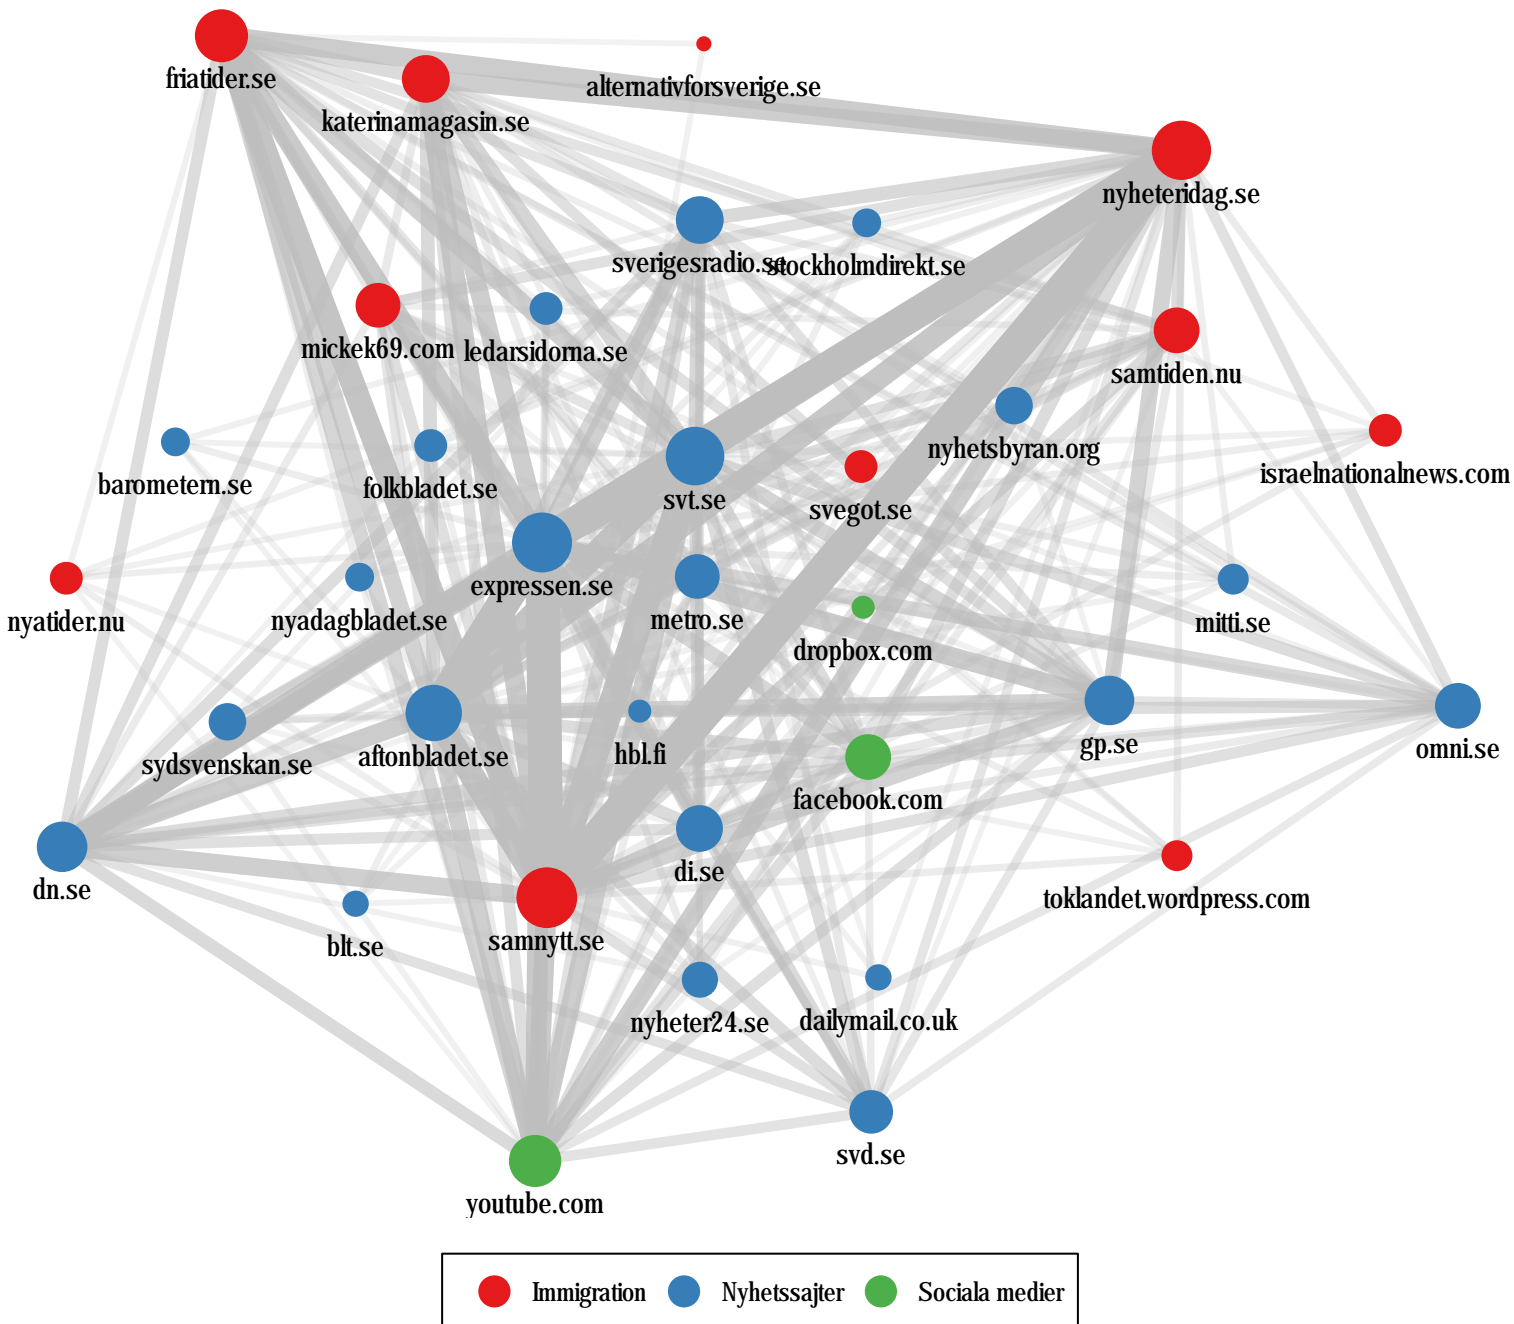 friatider.se
alternativforsverige.se
katerinamagasin.se
nyheteridag.se
sverigesradio.se
stockholmdirekt.se
mickek69.com
ledarsidorna.se
samtiden.nu
nyhetsbyran.org
israelnationalnews.com
barometern.se
folkbladet.se
svt.se
svegot.se
expressen.se
nyatider.nu
nyadagbladet.se
metro.se
mitti.se
dropbox.com
sydsvenskan.se
aftonbladet.se
hbl.fi
gp.se
omni.se
facebook.com
dn.se
di.se
toklandet.wordpress.com
blt.se
samnytt.se
nyheter24.se
dailymail.co.uk
svd.se
youtube.com
Immigration Nyhetssajter Sociala medier